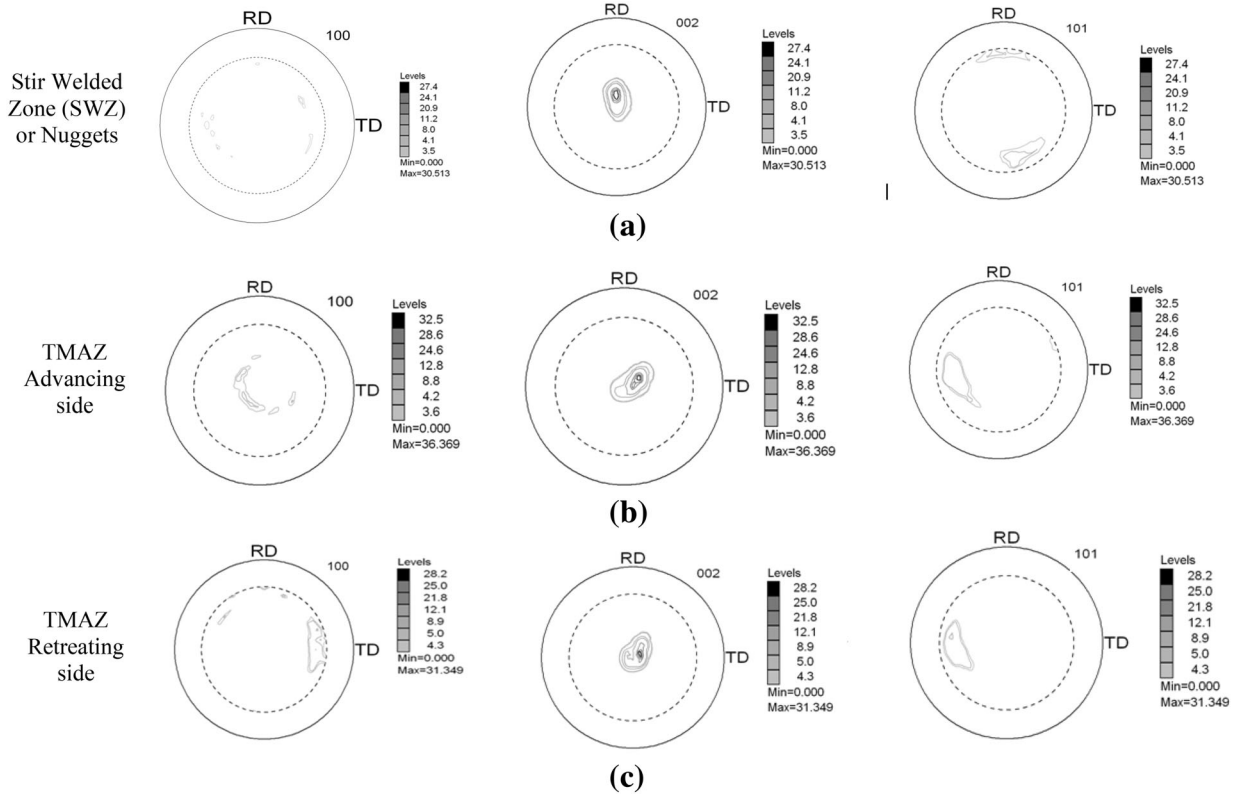 Stir Welded
Zone (SWZ)
or Nuggets
RD
100
TD
Levels
27.4
24.1
20.9
11.2
8.0
4.1
3.5
Min=0.000
Max=30.513
RD
002
TD
Levels
27.4
24.1
20.9
11.2
8.0
4.1
3.5
Min=0.000
Max=30.513
RD
101
TD
Levels
27.4
24.1
20.9
11.2
8.0
4.1
3.5
Min=0.000
Max=30.513
(a)
TMAZ
Advancing
side
RD
100
TD
Levels
32.5
28.6
24.6
12.8
8.8
4.2
3.6
Min=0.000
Max=36.369
RD
002
TD
Levels
32.5
28.6
24.6
12.8
8.8
4.2
3.6
Min=0.000
Max=36.369
RD
101
TD
Levels
32.5
28.6
24.6
12.8
8.8
4.2
3.6
Min=0.000
Max=36.369
(b)
TMAZ
Retreating
side
RD
100
TD
Levels
28.2
25.0
21.8
12.1
8.9
5.0
4.3
Min=0.000
Max=31.349
RD
002
TD
Levels
28.2
25.0
21.8
12.1
8.9
5.0
4.3
Min=0.000
Max=31.349
RD
101
TD
Levels
28.2
25.0
21.8
12.1
8.9
5.0
4.3
Min=0.000
Max=31.349
(c)